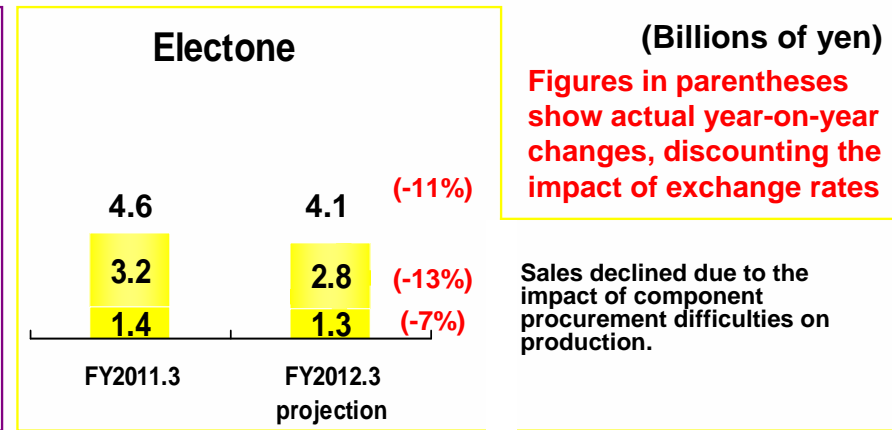 Electone
(Billions of yen)
Figures in parentheses
show actual year-on-year
changes, discounting the
impact of exchange rates
4.6
4.1
(-11%)
3.2
2.8
(-13%)
1.4
1.3
(-7%)
FY2011.3
FY2012.3
projection
Sales declined due to the
impact of component
procurement difficulties on
production.